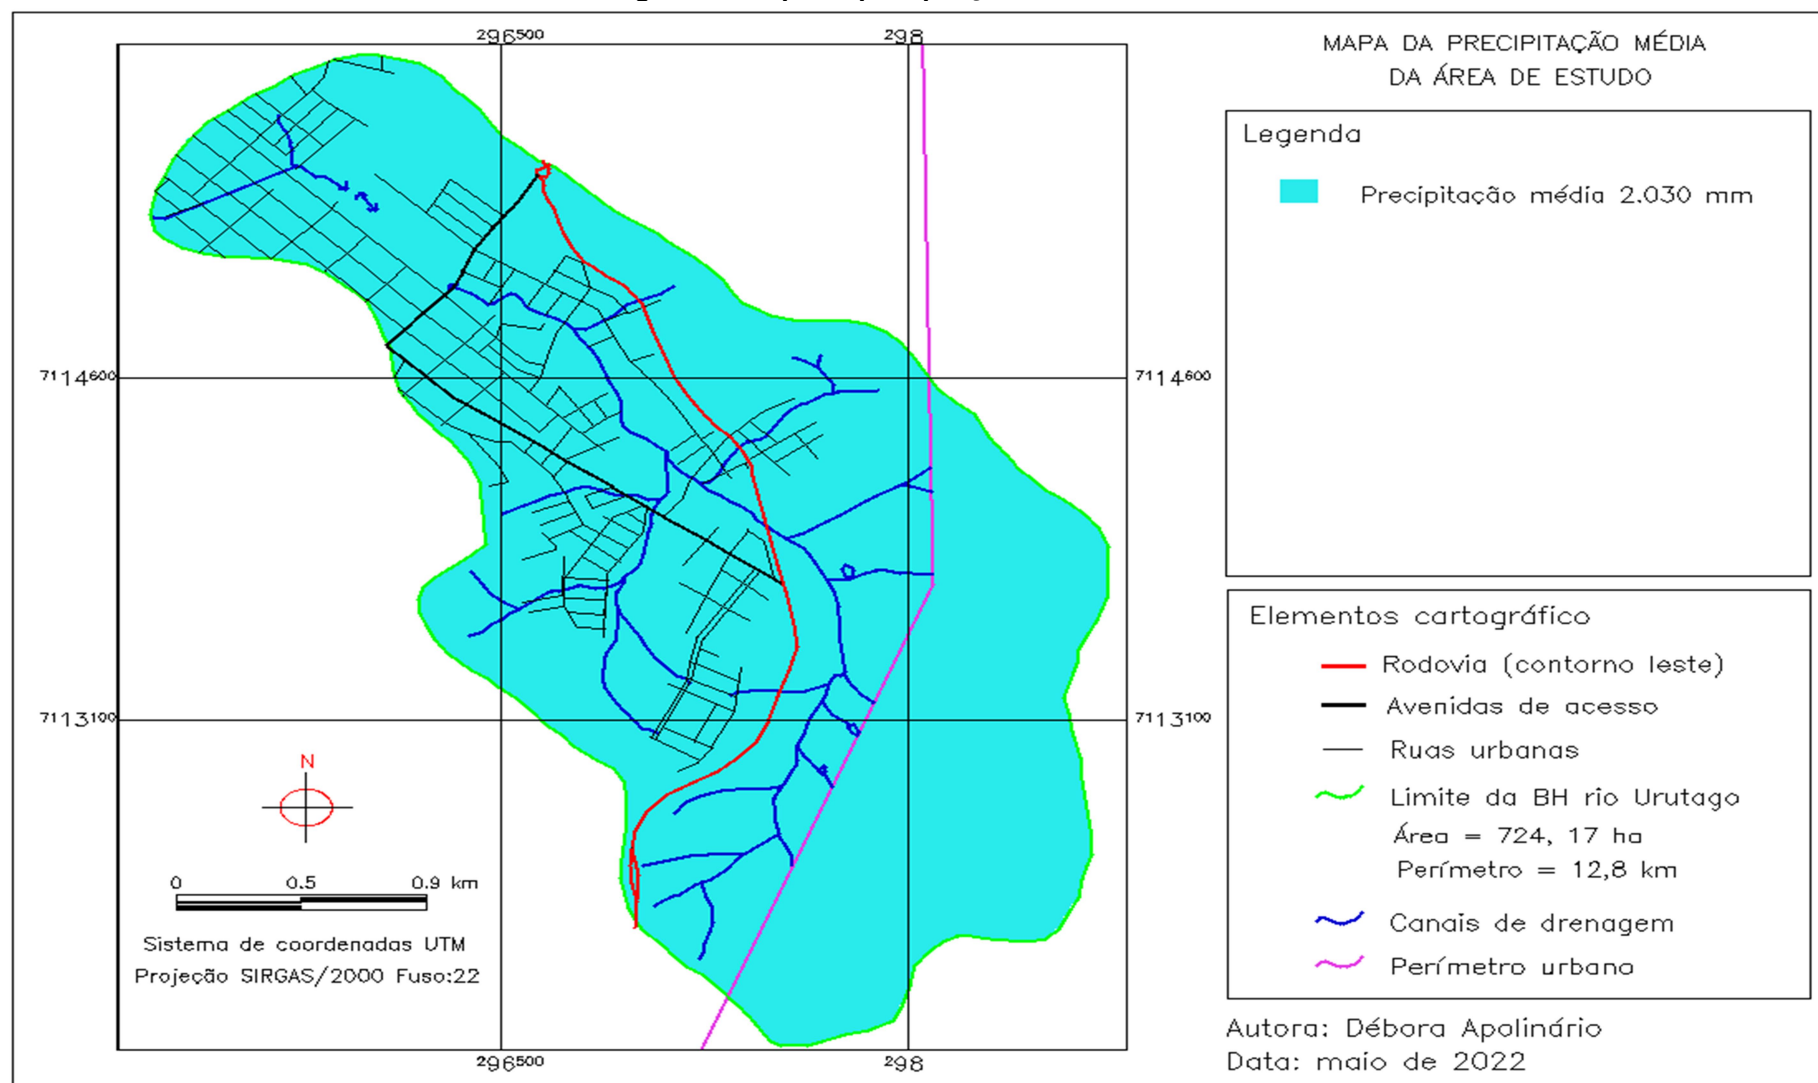 296500
298
MAPA DA PRECIPITAÇÃO MÉDIA
DA ÁREA DE ESTUDO
Legenda
Precipitação média 2.030 mm
7114600
7114600
Elementos cartográfico
Rodovia (contorno leste)
Avenidas de acesso
Ruas urbanas
Limite da BH rio Urutago
Área = 724, 17 ha
Perímetro = 12,8 km
Canais de drenagem
Perímetro urbana
7113100
7113100
N
0 0.5 0.9 km
Sistema de coordenadas UTM
Projeção SIRGAS/2000 Fuso:22
296500
298
Autora: Débora Apolinário
Data: maio de 2022